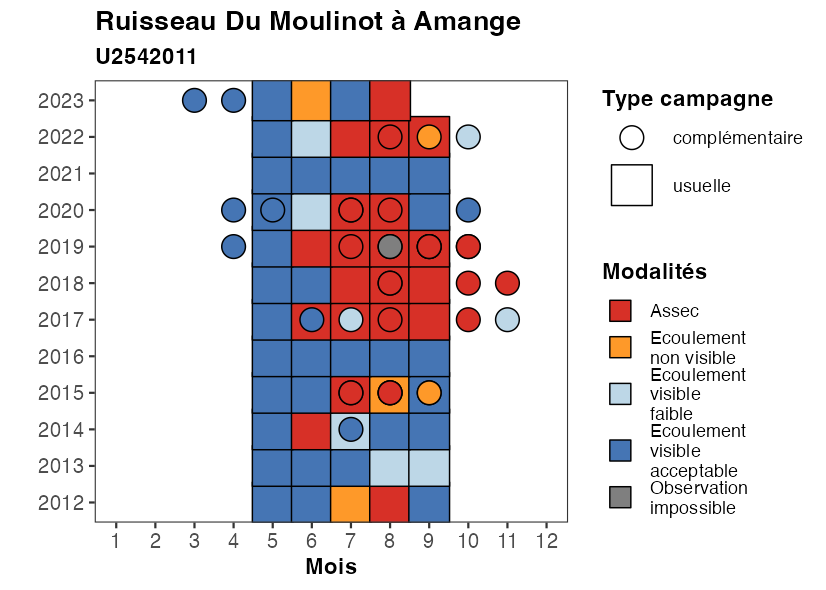 Ruisseau Du Moulinot à Amange
U2542011
2023
2022
2021
2020
2019
2018
2017
2016
2015
2014
2013
2012
1 2 3 4 5 6 7 8 9 10 11 12
Mois
Type campagne
complémentaire
usuelle
Modalités
Assec
Ecoulement
non visible
Ecoulement
visible
faible
Ecoulement
visible
acceptable
Observation
impossible